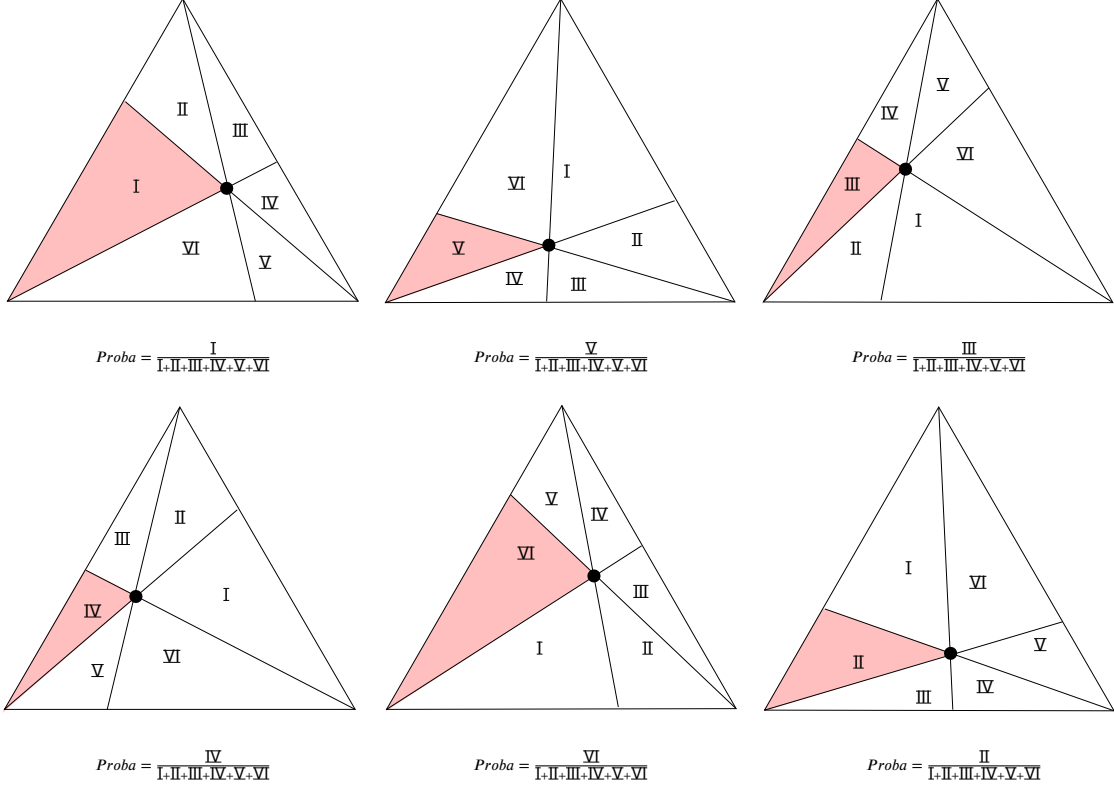 II
III
I
IV
VI
V
I
VI
II
V
IV
III
V
IV
VI
III
I
II
Proba = I / I+II+III+IV+V+VI
Proba = V / I+II+III+IV+V+VI
Proba = III / I+II+III+IV+V+VI
II
III
I
IV
VI
V
V
IV
VI
III
I
II
I
VI
V
II
IV
III
Proba = IV / I+II+III+IV+V+VI
Proba = VI / I+II+III+IV+V+VI
Proba = II / I+II+III+IV+V+VI